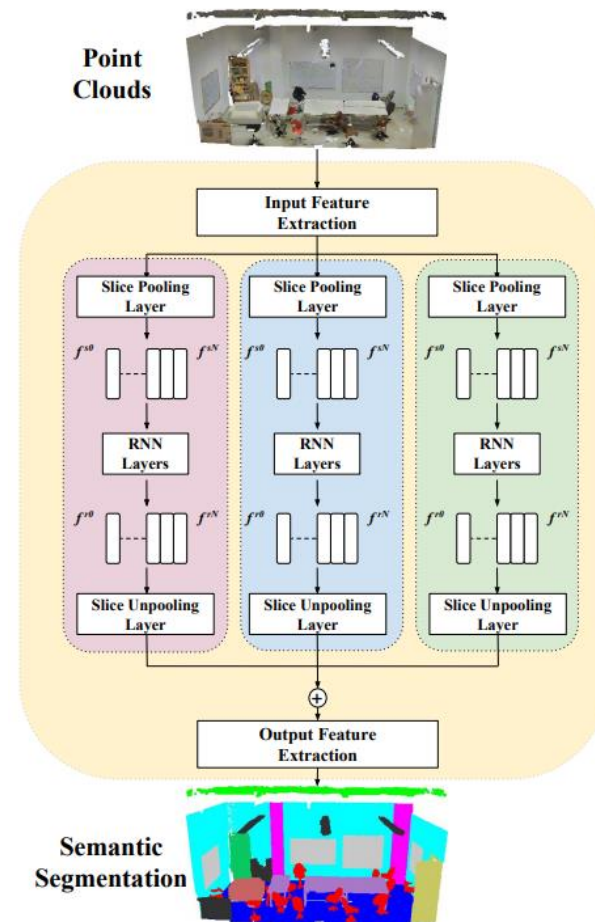 Point
Clouds
Input Feature
Extraction
Slice Pooling
Layer
Slice Pooling
Layer
Slice Pooling
Layer
f^{s0} f^{sN}
f^{s0} f^{sN}
f^{s0} f^{sN}
RNN
Layers
RNN
Layers
RNN
Layers
f^{r0} f^{rN}
f^{r0} f^{rN}
f^{r0} f^{rN}
Slice Unpooling
Layer
Slice Unpooling
Layer
Slice Unpooling
Layer
+
Output Feature
Extraction
Semantic
Segmentation